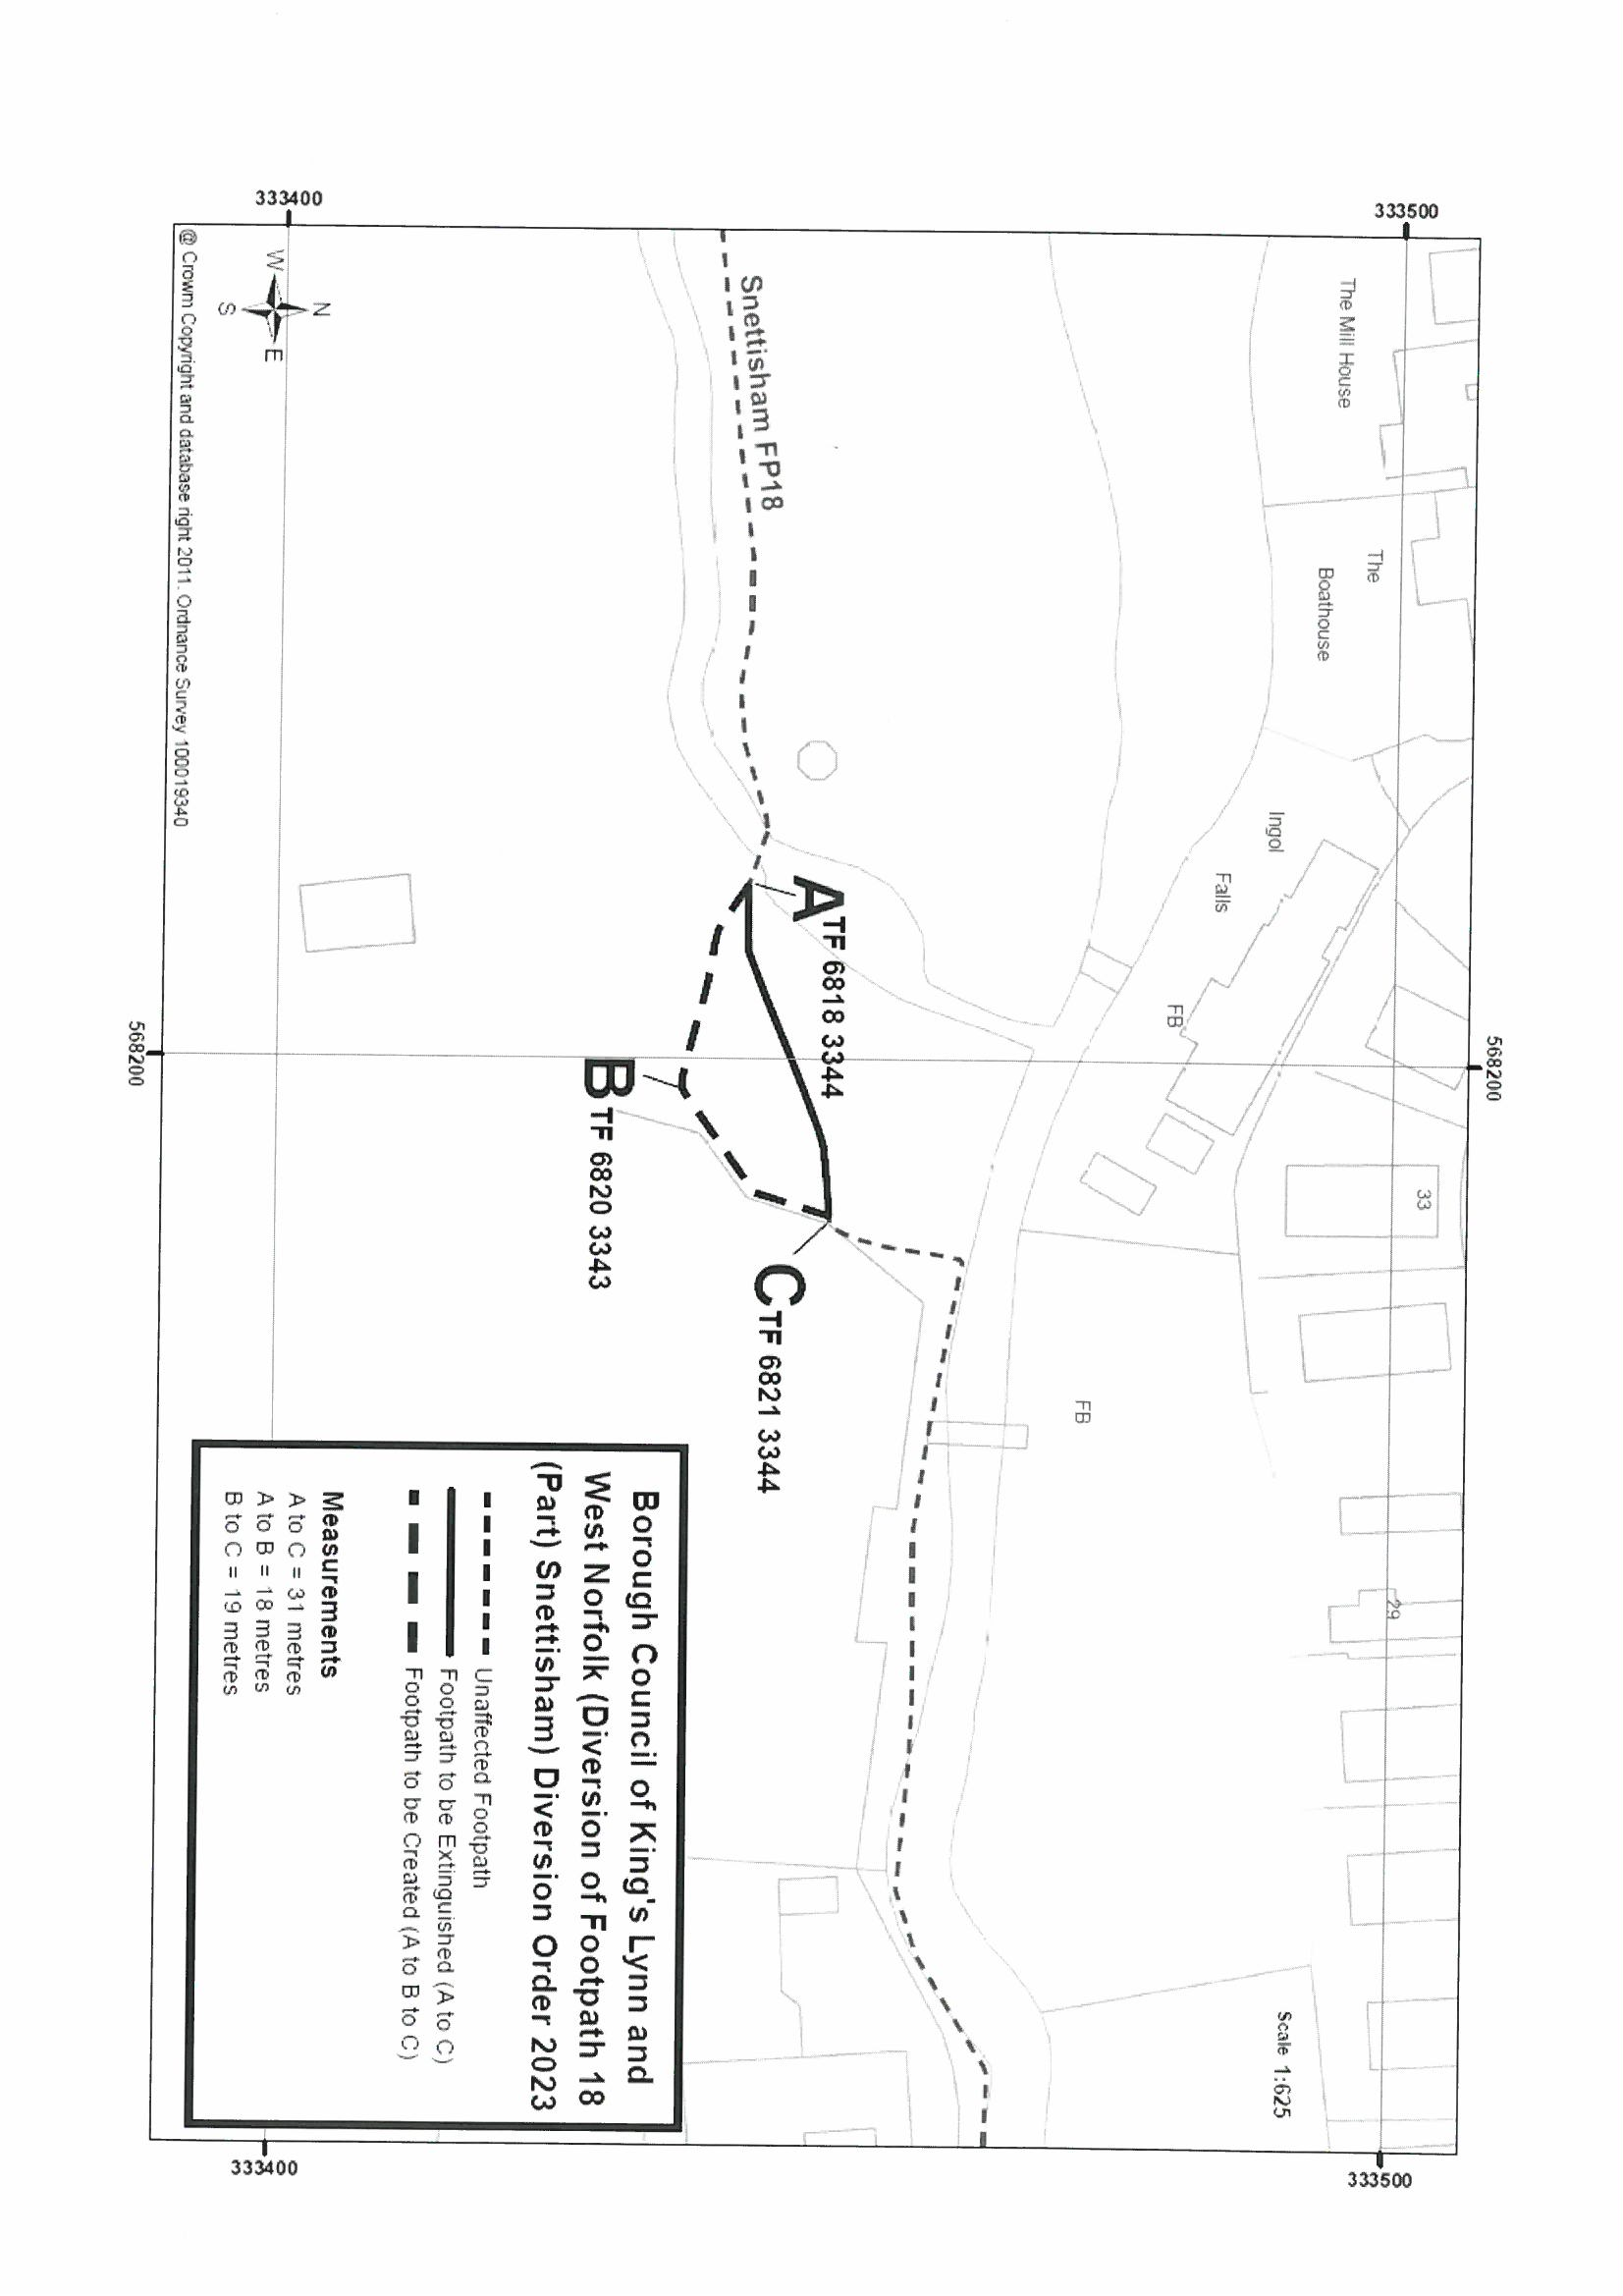 333400
333500
568200
The Mill House
The
Boathouse
Ingol
Falls
FB
33
FB
29
Scale 1:625
Snettisham FP18
A TF 6818 3344
B TF 6820 3343
C TF 6821 3344
W
N
S
E
@ Crowm Copyright and database right 2011. Ordnance Survey 100019340
568200
333400
333500
Borough Council of King's Lynn and
West Norfolk (Diversion of Footpath 18
(Part) Snettisham) Diversion Order 2023
Unaffected Footpath
Footpath to be Extinguished (A to C)
Footpath to be Created (A to B to C)
Measurements
A to C = 31 metres
A to B = 18 metres
B to C = 19 metres